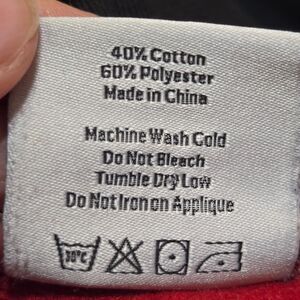 40% Cotton
60% Polyester
Made in China
Machine Wash Cold
Do Not Bleach
Tumble Dry Low
Do Not Iron on Applique
30°C